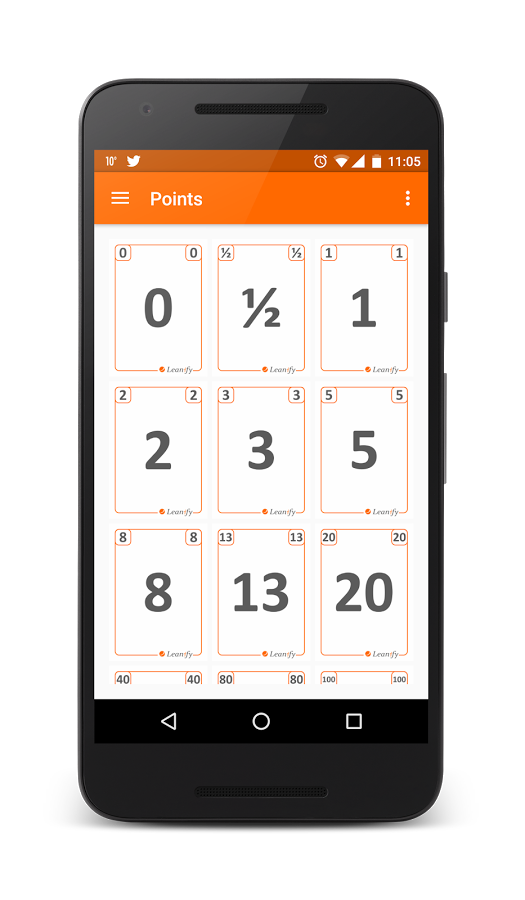 10° 11:05
Points
0 0 ½ ½ 1 1
0 ½ 1
Leanify Leanify Leanify
2 2 3 3 5 5
2 3 5
Leanify Leanify Leanify
8 8 13 13 20 20
8 13 20
Leanify Leanify Leanify
40 40 80 80 100 100